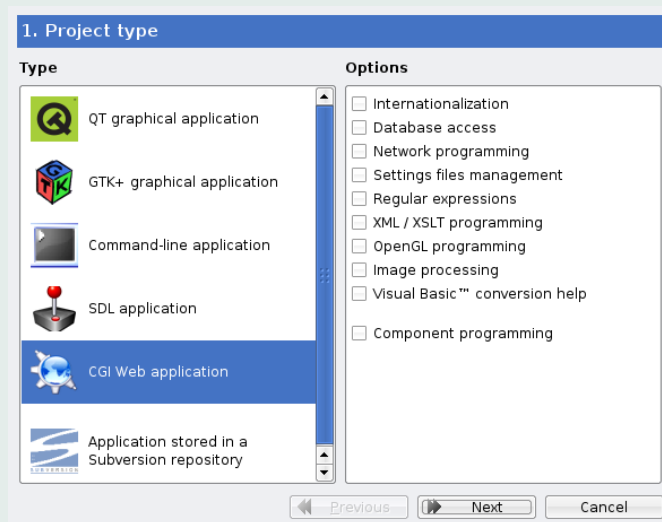 1. Project type
Type
QT graphical application
GTK+ graphical application
Command-line application
SDL application
CGI Web application
Application stored in a
Subversion repository
SUBVERSION
Options
Internationalization
Database access
Network programming
Settings files management
Regular expressions
XML / XSLT programming
OpenGL programming
Image processing
Visual Basic™ conversion help
Component programming
Previous
Next
Cancel